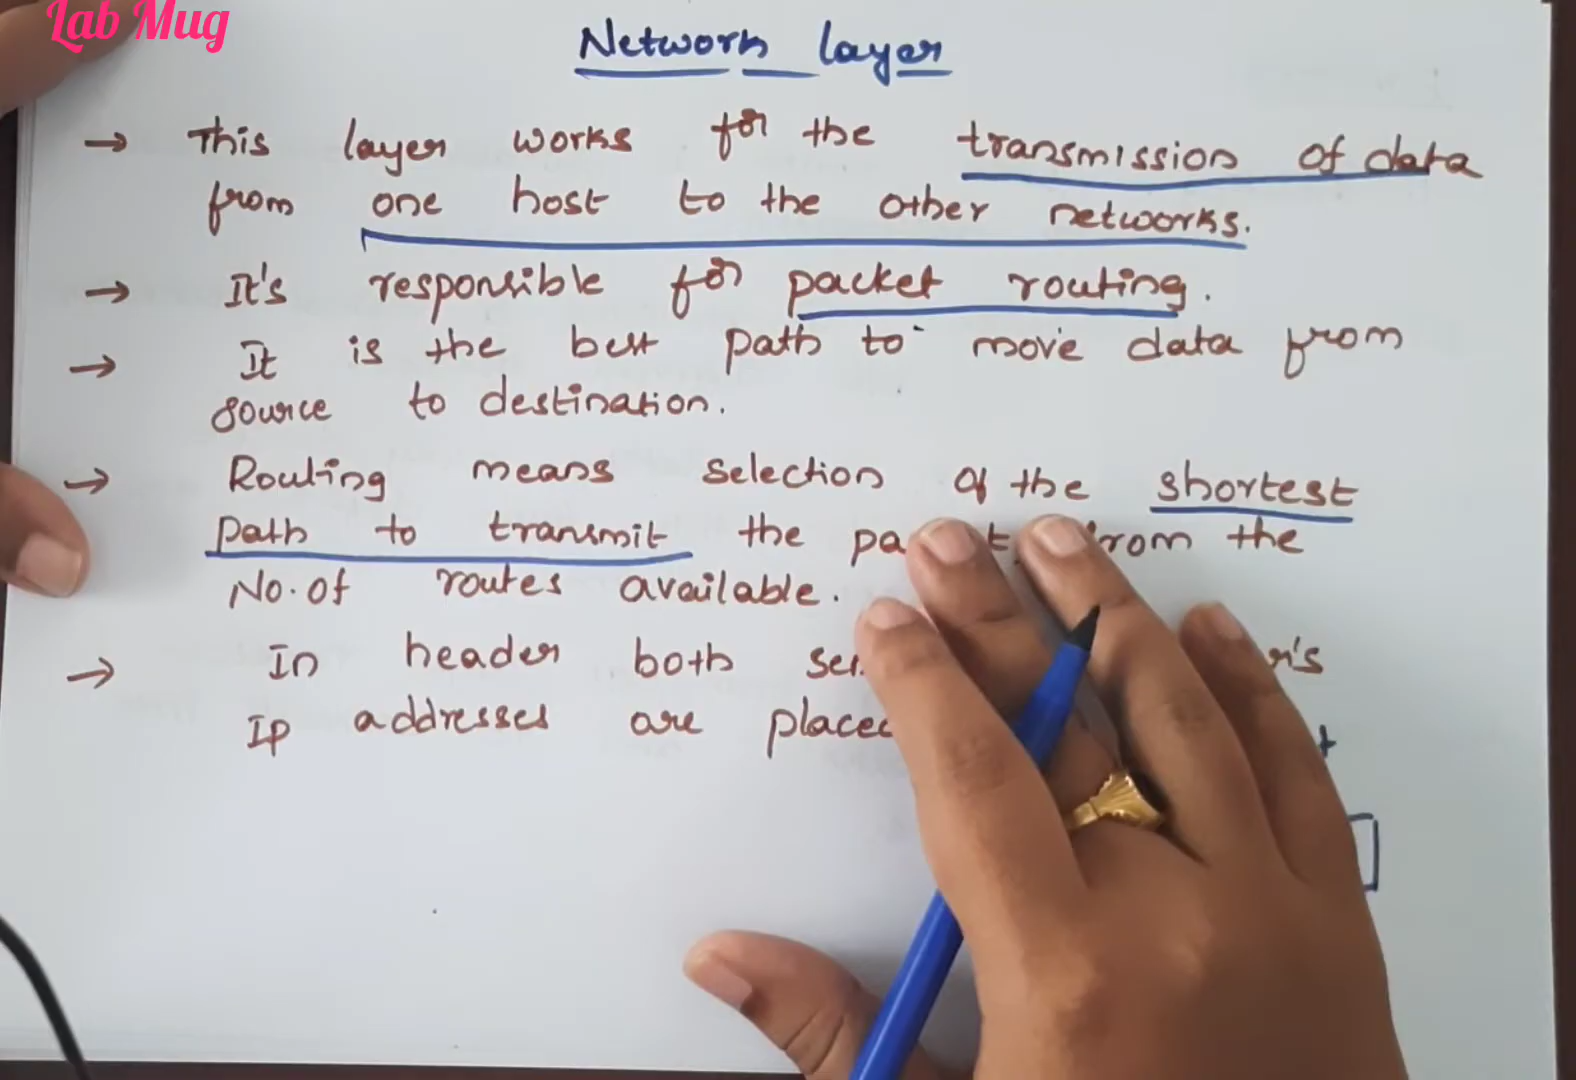 Lab Mug
Network layer
→ This layer works for the transmission of data
from one host to the other networks.
→ It's responsible for packet routing.
→ It is the best path to move data from
source to destination.
→ Routing means selection of the shortest
path to transmit the from the
No. of routes available.
→ In header both
Ip addresses are